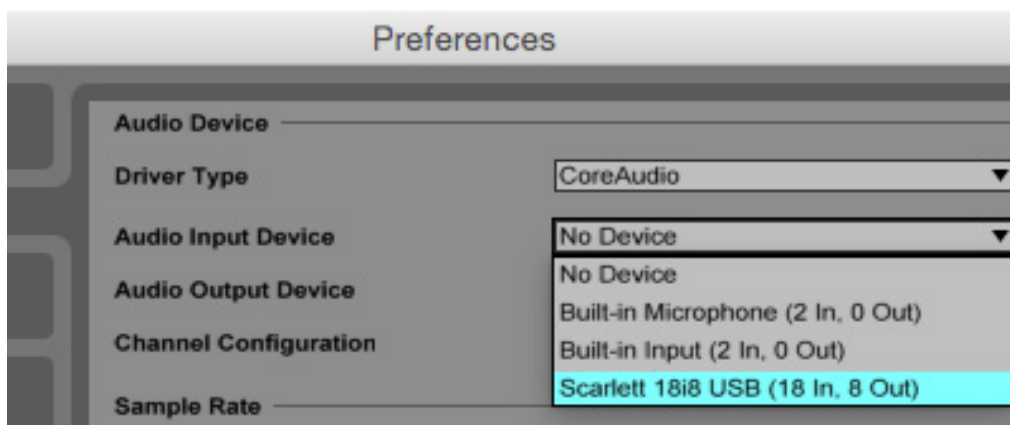 Preferences
Audio Device
Driver Type CoreAudio
Audio Input Device No Device
No Device
Audio Output Device
Built-in Microphone (2 In, 0 Out)
Channel Configuration
Built-in Input (2 In, 0 Out)
Scarlett 18i8 USB (18 In, 8 Out)
Sample Rate